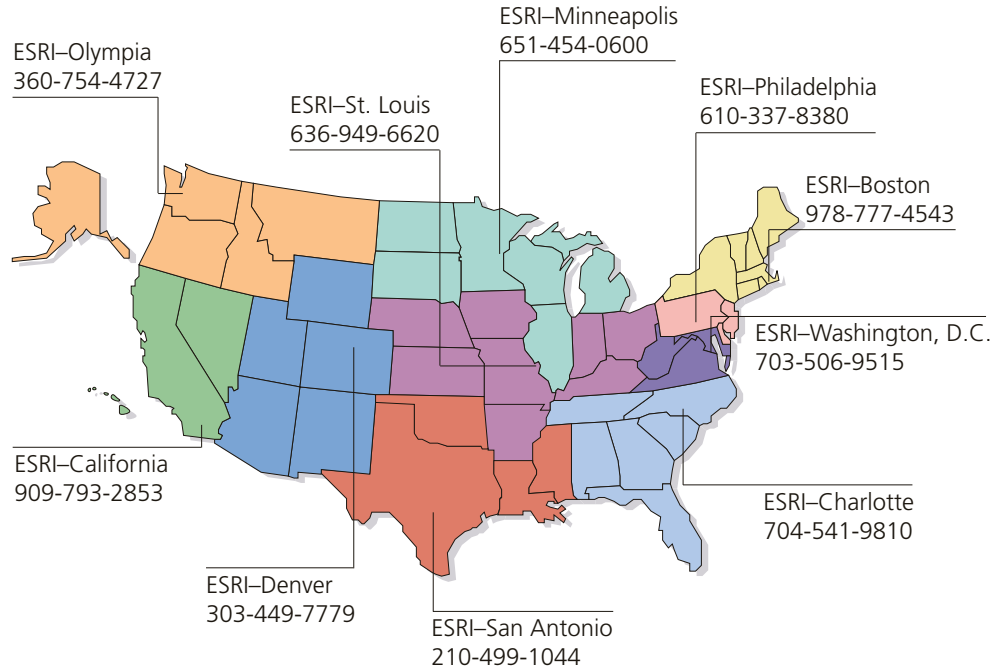 ESRI–Minneapolis
651-454-0600
ESRI–Olympia
360-754-4727
ESRI–Philadelphia
610-337-8380
ESRI–St. Louis
636-949-6620
ESRI–Boston
978-777-4543
ESRI–Washington, D.C.
703-506-9515
ESRI–California
909-793-2853
ESRI–Charlotte
704-541-9810
ESRI–Denver
303-449-7779
ESRI–San Antonio
210-499-1044